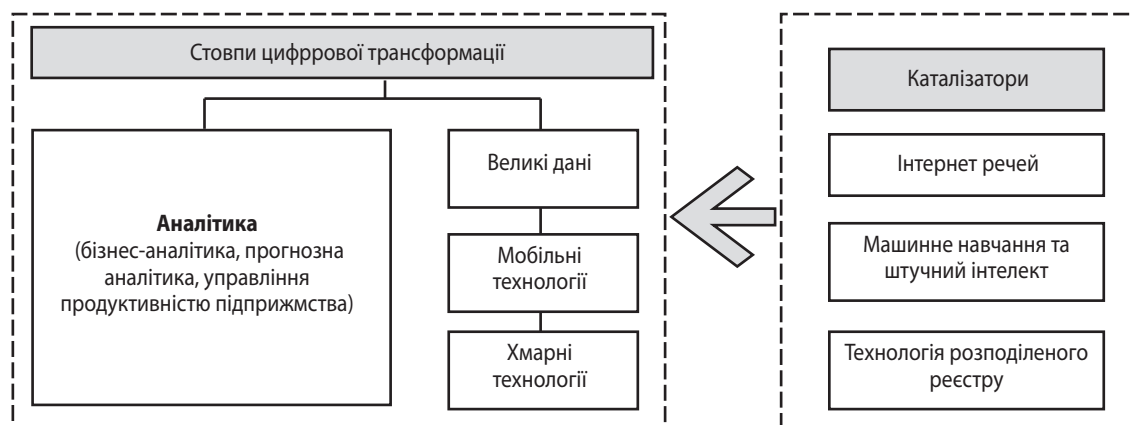 Стовпи цифррової трансформації
Аналітика
(бізнес-аналітика, прогнозна
аналітика, управління
продуктивністю підприжмства)
Великі дані
Мобільні
технології
Хмарні
технології
Каталізатори
Інтернет речей
Машинне навчання та
штучний інтелект
Технологія розподіленого
реєстру